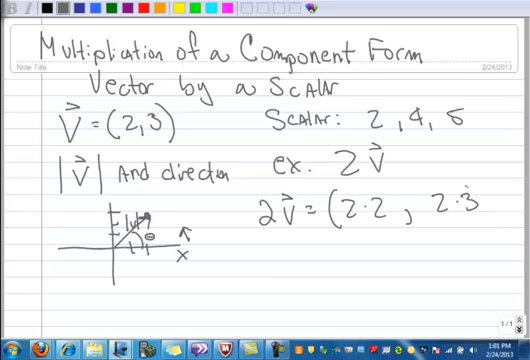 Multiplication of a Component Form
Note Title
2/24/2013
Vector by a Scalar
V⃗ = (2,3)
Scalar: 2, 4, 5
|V⃗| And direction
ex. 2V⃗
2V⃗ = (2·2, 2·3
|V⃗|
θ
x
1/1
1:01 PM
2/24/2013